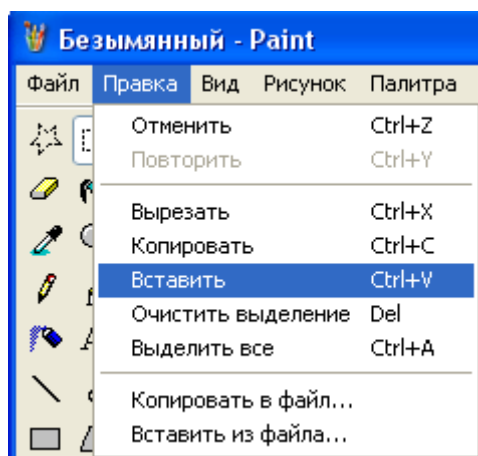 Безымянный - Paint
Файл Правка Вид Рисунок Палитра
Отменить Ctrl+Z
Повторить Ctrl+Y
Вырезать Ctrl+X
Копировать Ctrl+C
Вставить Ctrl+V
Очистить выделение Del
Выделить все Ctrl+A
Копировать в файл...
Вставить из файла...